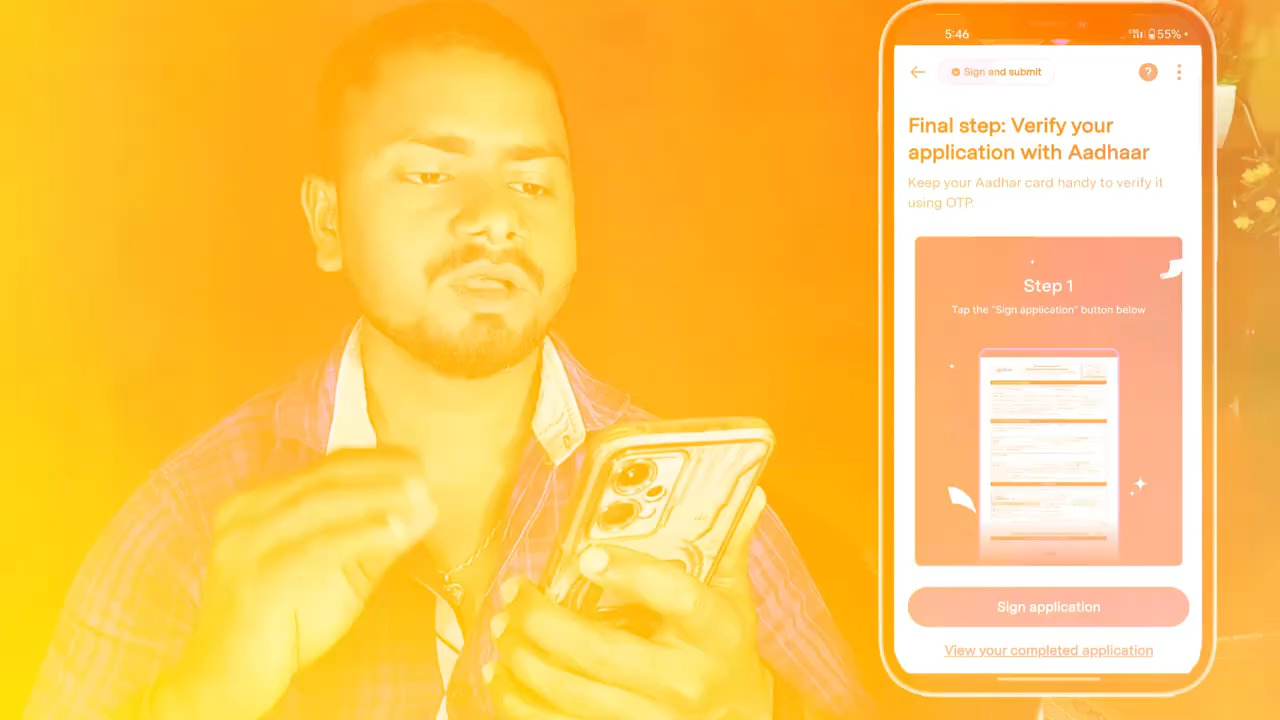 5:46
55%
Sign and submit
?
Final step: Verify your
application with Aadhaar
Keep your Aadhar card handy to verify it
using OTP.
Step 1
Tap the "Sign application" button below
Sign application
View your completed application